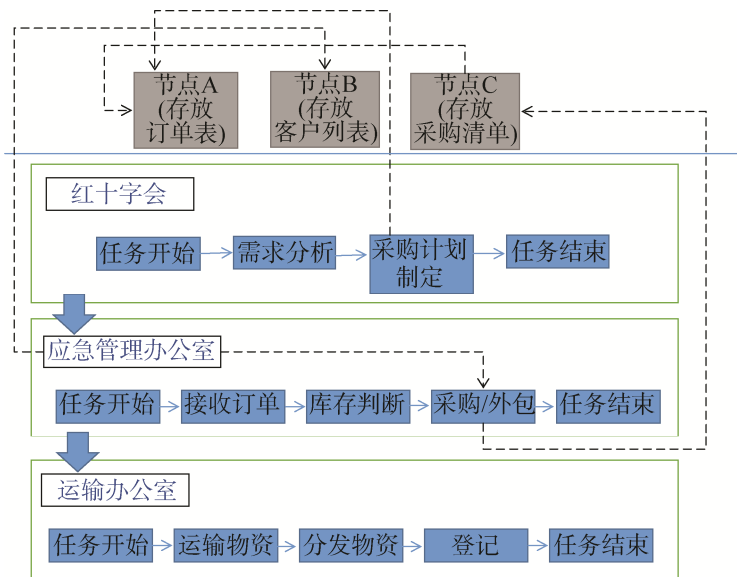 节点A
(存放
订单表)
节点B
(存放
客户列表)
节点C
(存放
采购清单)
红十字会
任务开始
需求分析
采购计划
制定
任务结束
应急管理办公室
任务开始
接收订单
库存判断
采购/外包
任务结束
运输办公室
任务开始
运输物资
分发物资
登记
任务结束